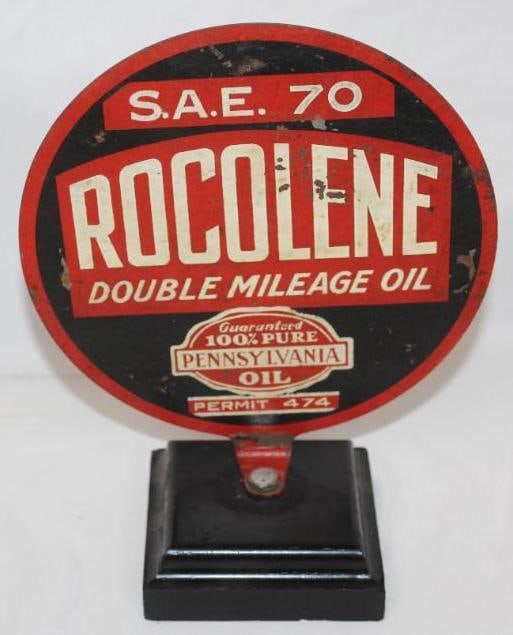 S.A.E. 70
ROCOLENE
DOUBLE MILEAGE OIL
Guaranteed
100% PURE
PENNSYLVANIA
OIL
PERMIT 474